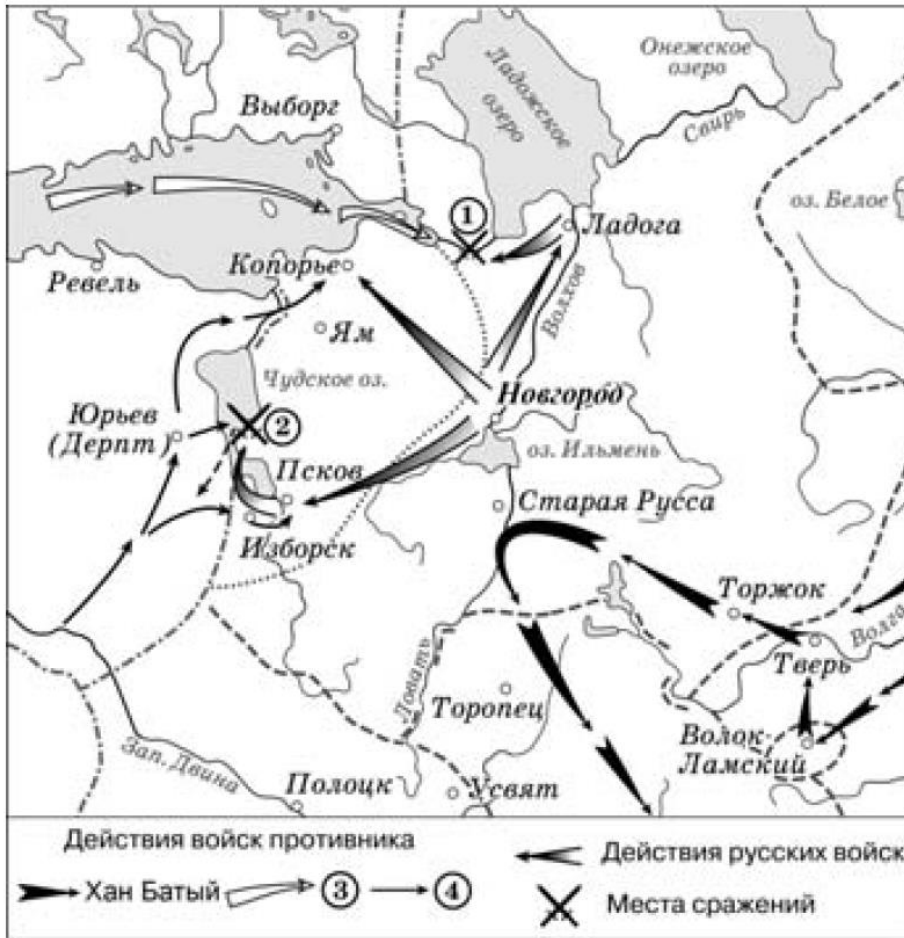 Онежское
озеро
Ладожское
озеро
Выборг
Свирь
оз. Белое
1
Ладога
Копорье
Ревель
Волхов
Ям
Чудское оз.
Новгород
Юрьев
(Дерпт)
2
оз. Ильмень
Псков
Старая Русса
Изборск
Торжок
Волга
Тверь
Ловать
Торопец
Волок-
Ламский
Зап. Двина
Полоцк
Усвят
Действия войск противника
Хан Батый
3
4
Действия русских войск
Места сражений